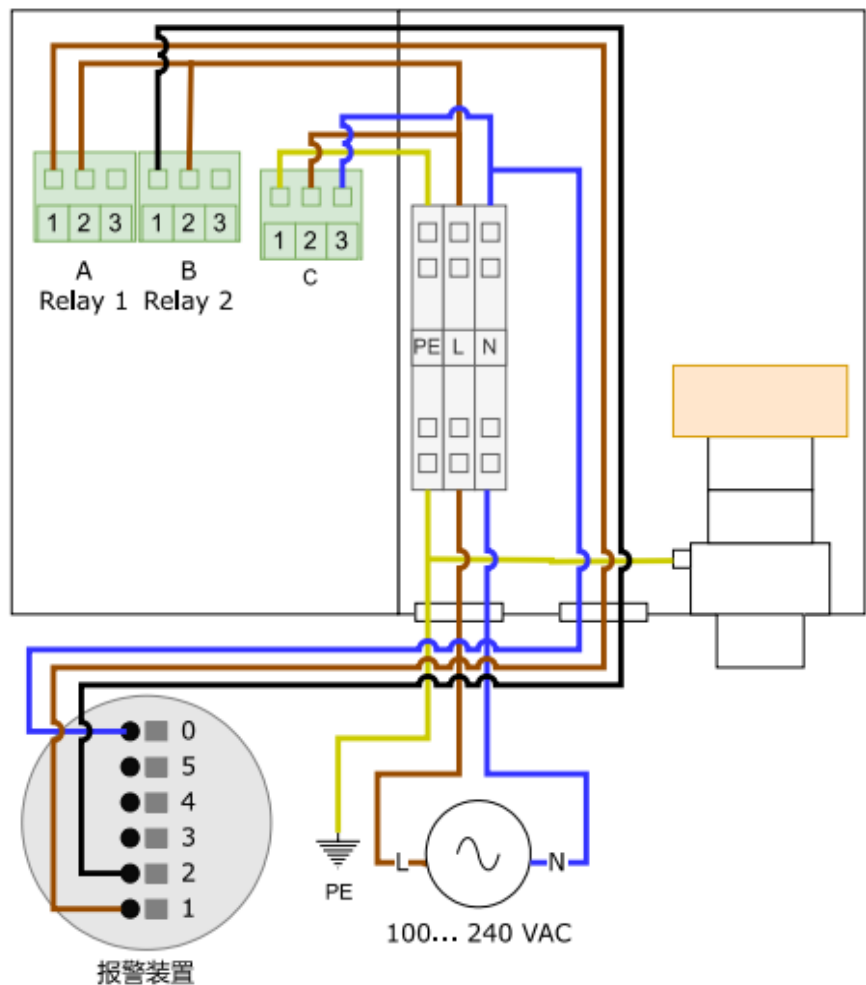 1 2 3
1 2 3
A
Relay 1
B
Relay 2
1 2 3
C
PE L N
0
5
4
3
2
1
报警装置
PE
L
N
100... 240 VAC